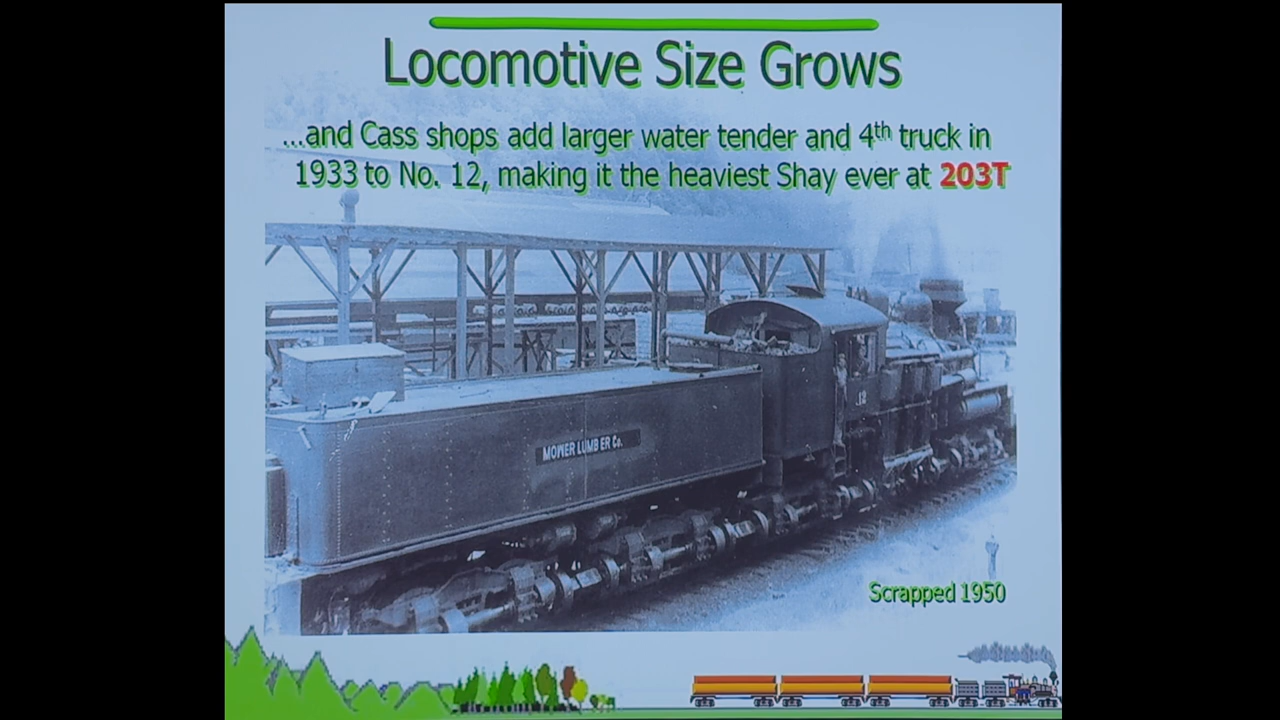 Locomotive Size Grows
...and Cass shops add larger water tender and 4th truck in
1933 to No. 12, making it the heaviest Shay ever at 203T
12
MOWER LUMBER Co.
Scrapped 1950